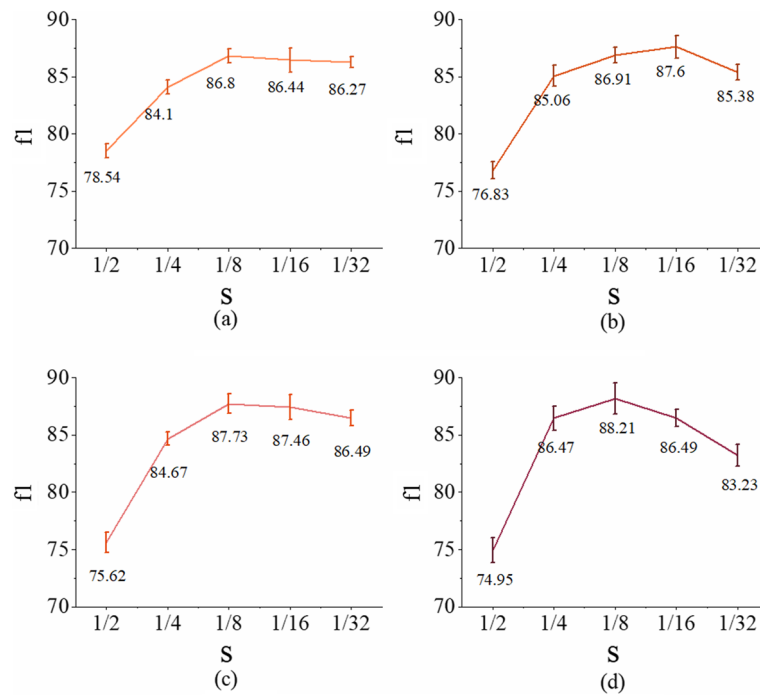 90
85
80
75
70
f1
78.54
84.1
86.8
86.44
86.27
1/2 1/4 1/8 1/16 1/32
S
(a)
90
85
80
75
70
f1
76.83
85.06
86.91
87.6
85.38
1/2 1/4 1/8 1/16 1/32
S
(b)
90
85
80
75
70
f1
75.62
84.67
87.73
87.46
86.49
1/2 1/4 1/8 1/16 1/32
S
(c)
90
85
80
75
70
f1
74.95
86.47
88.21
86.49
83.23
1/2 1/4 1/8 1/16 1/32
S
(d)